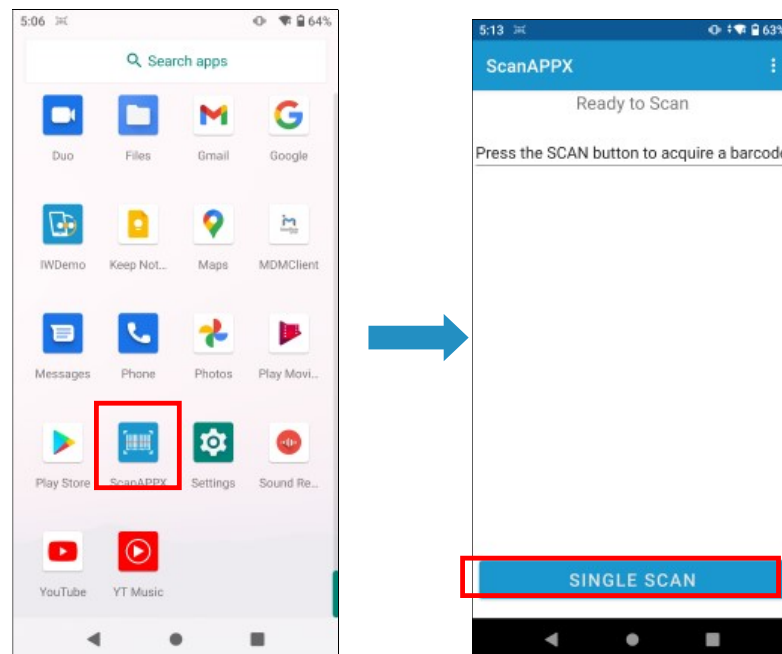 5:06
64%
Search apps
Duo
Files
Gmail
Google
IWDemo
Keep Not...
Maps
MDMClient
Messages
Phone
Photos
Play Movi...
Play Store
ScanAPPX
Settings
Sound Re...
YouTube
YT Music
5:13
63%
ScanAPPX
Ready to Scan
Press the SCAN button to acquire a barcode
SINGLE SCAN